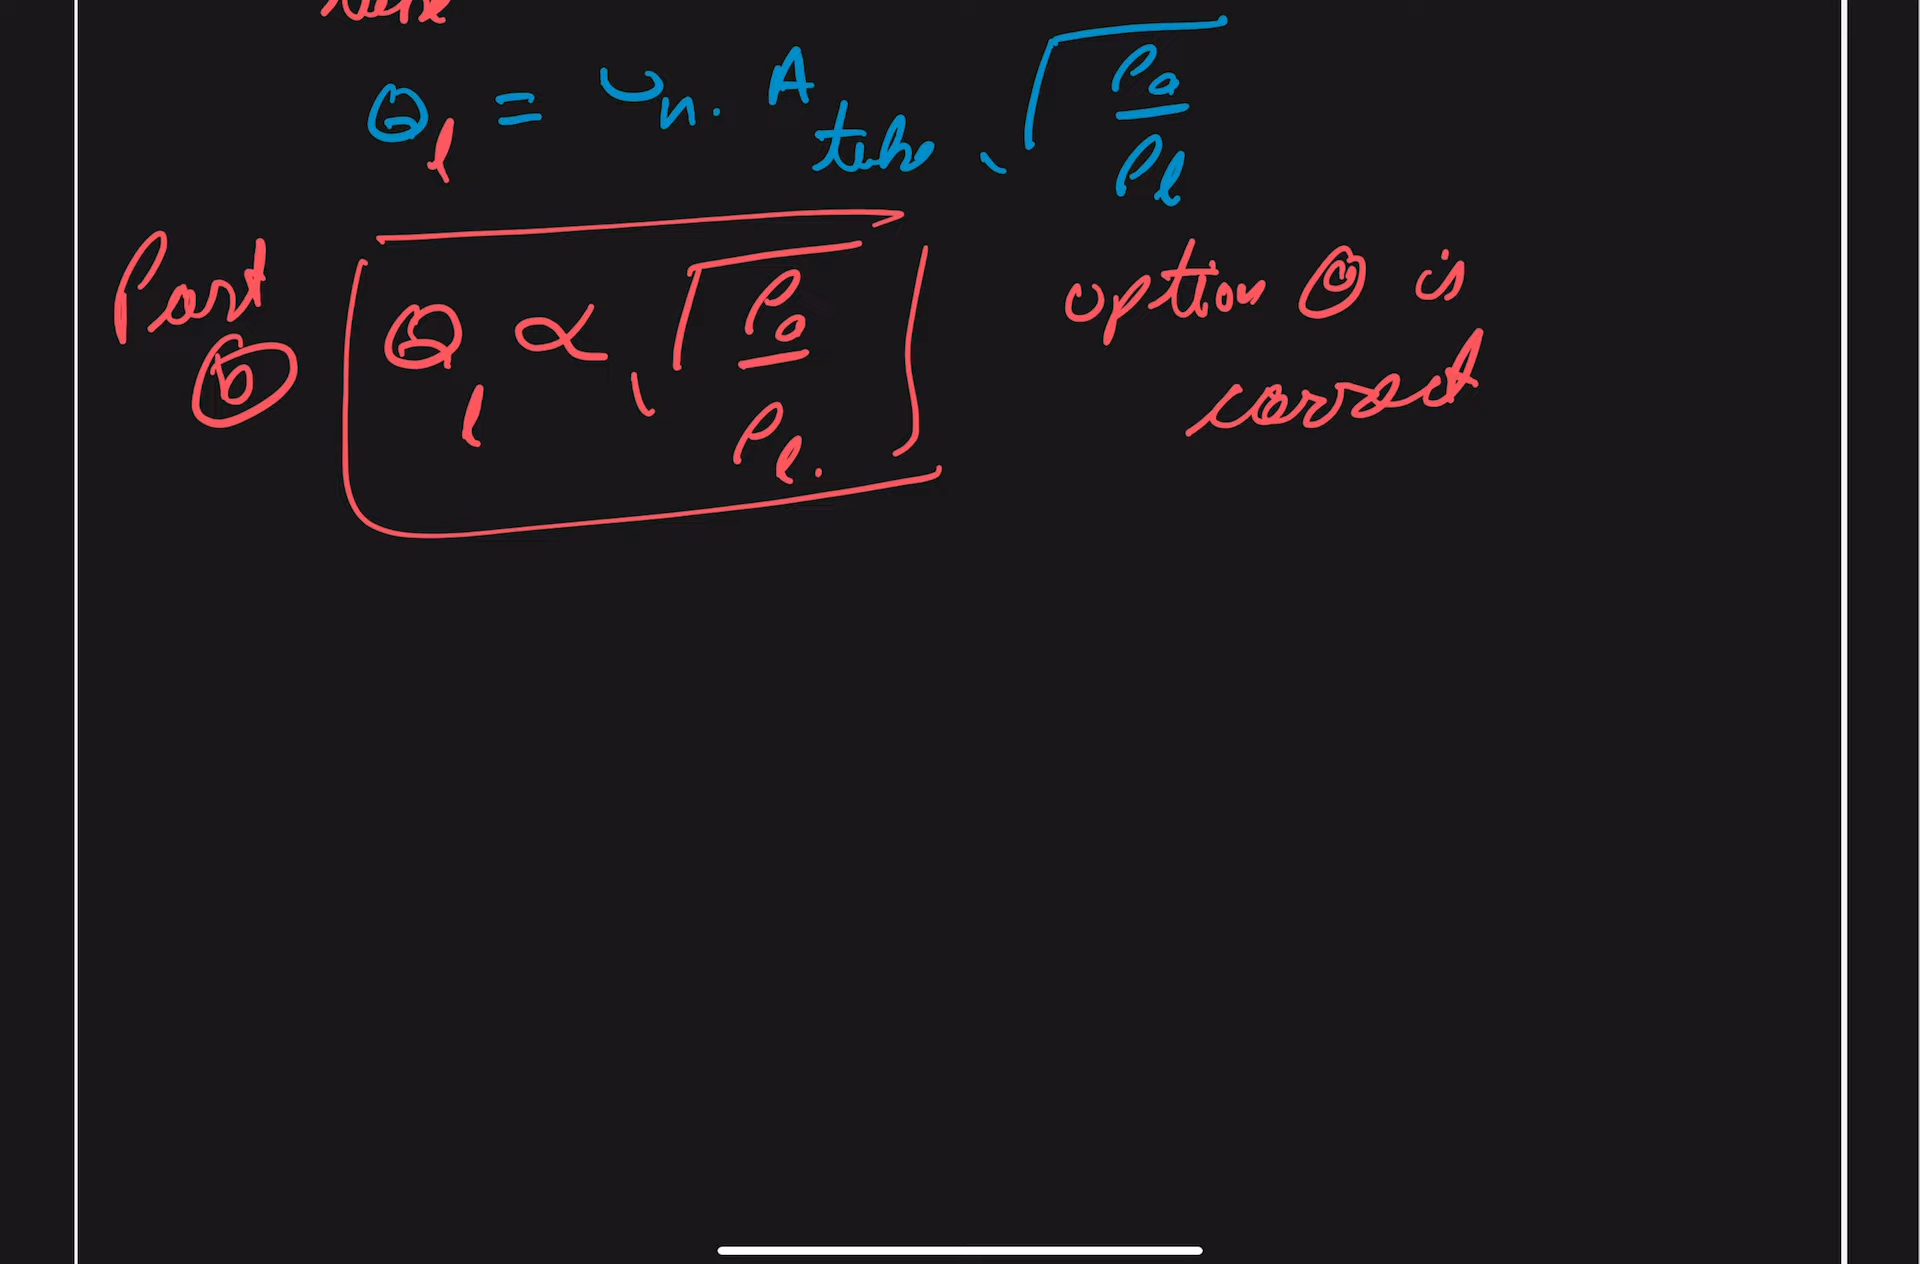 Q_l = v_n . A_tube √(ρ_a/ρ_l)
Part (b) Q_l ∝ √(ρ_a/ρ_l) . option (c) is
correct